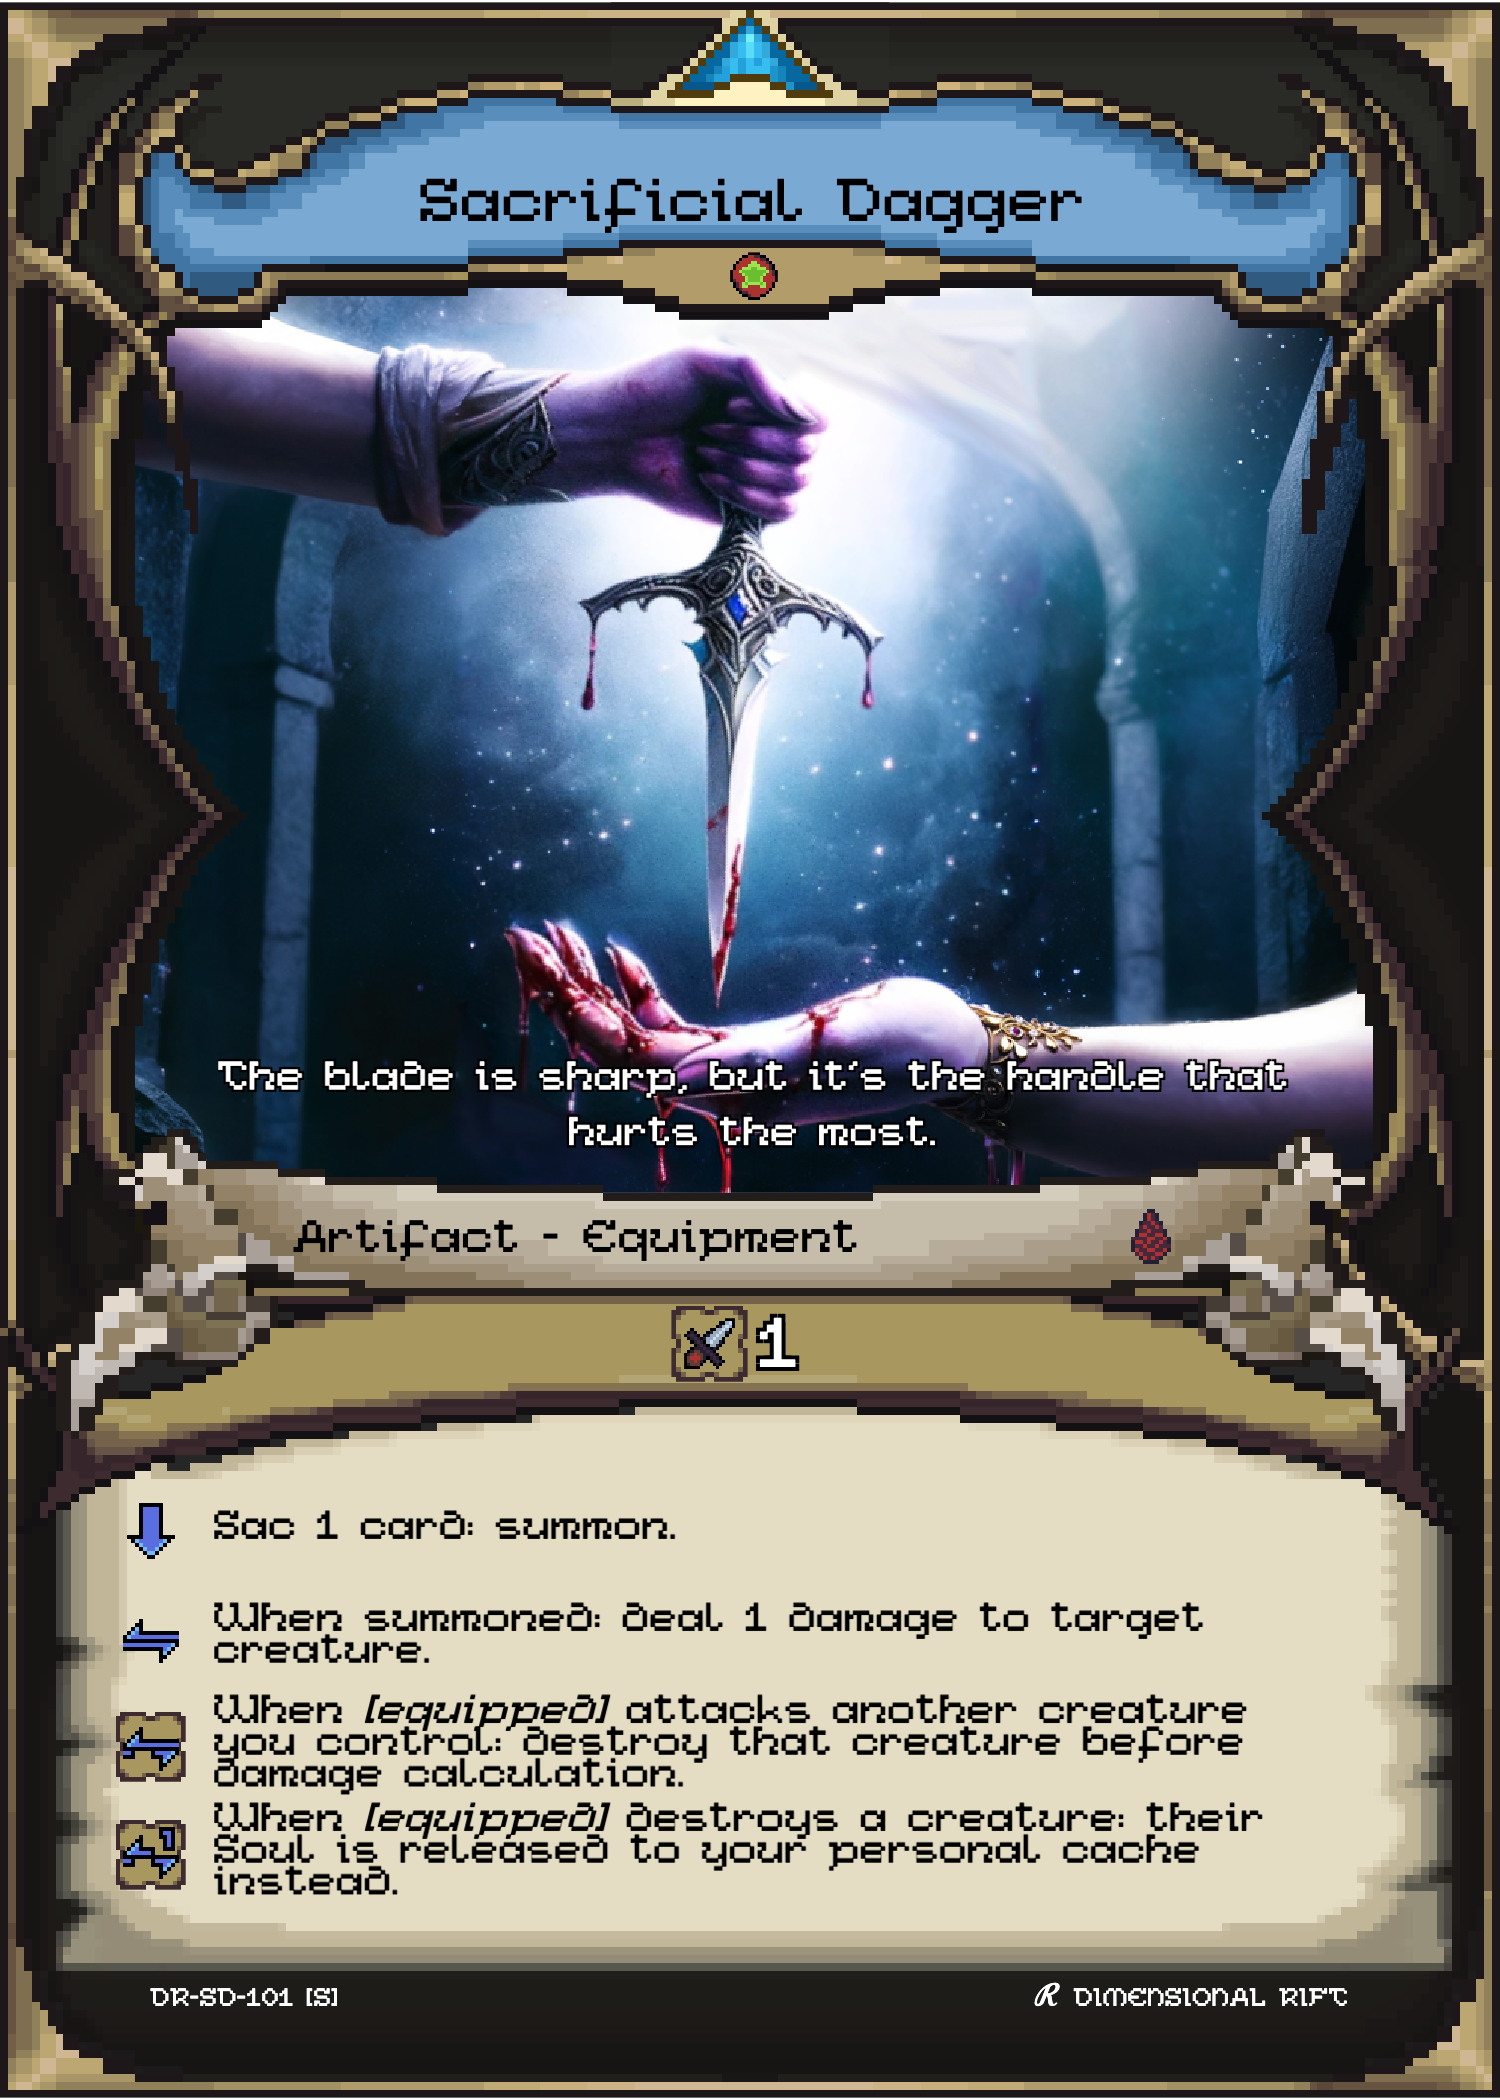 Sacrificial Dagger
The blade is sharp, but it's the handle that
hurts the most.
Artifact - Equipment
1
Sac 1 card: summon.
When summoned: deal 1 damage to target
creature.
When [equipped] attacks another creature
you control: destroy that creature before
damage calculation.
When [equipped] destroys a creature: their
Soul is released to your personal cache
instead.
DR-SD-101 [S]
R DIMENSIONAL RIFT